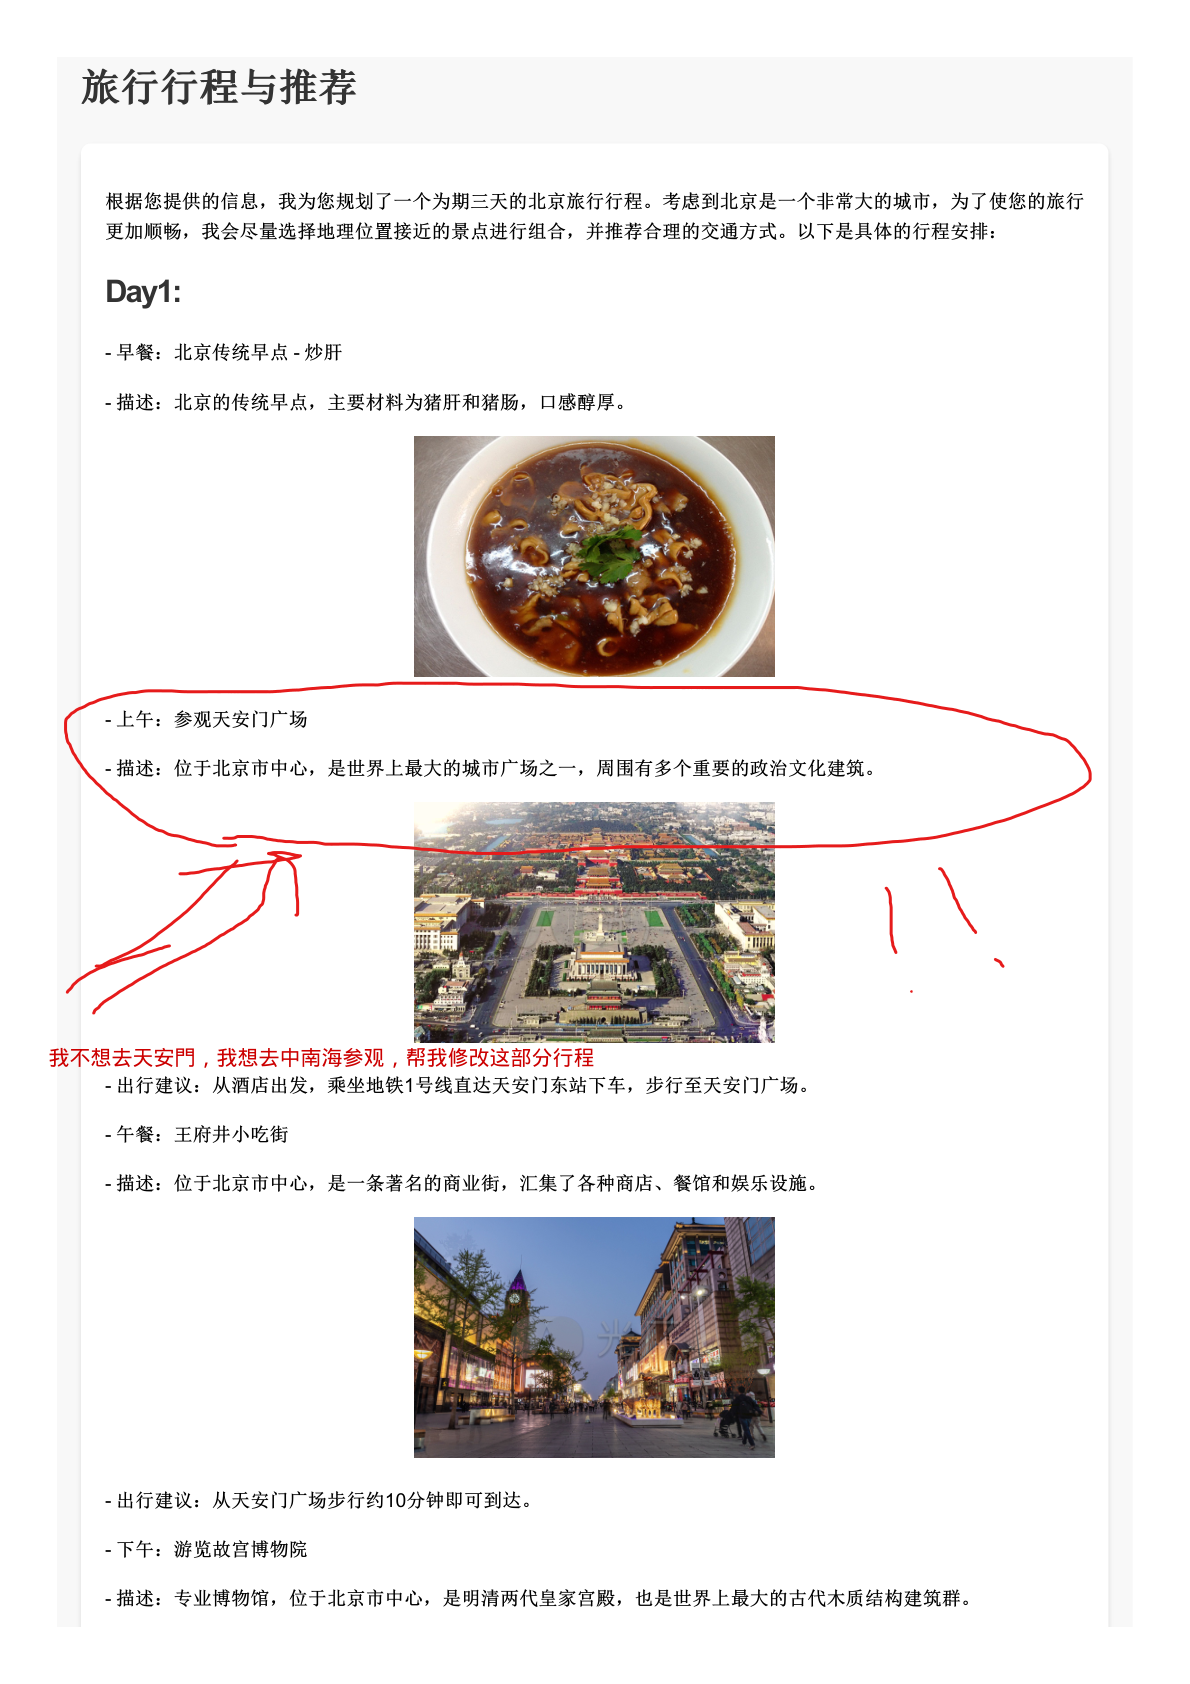 旅行行程与推荐
根据您提供的信息，我为您规划了一个为期三天的北京旅行行程。考虑到北京是一个非常大的城市，为了使您的旅行
更加顺畅，我会尽量选择地理位置接近的景点进行组合，并推荐合理的交通方式。以下是具体的行程安排：
Day1:
- 早餐：北京传统早点 - 炒肝
- 描述：北京的传统早点，主要材料为猪肝和猪肠，口感醇厚。
- 上午：参观天安门广场
- 描述：位于北京市中心，是世界上最大的城市广场之一，周围有多个重要的政治文化建筑。
我不想去天安門，我想去中南海参观，帮我修改这部分行程
- 出行建议：从酒店出发，乘坐地铁1号线直达天安门东站下车，步行至天安门广场。
- 午餐：王府井小吃街
- 描述：位于北京市中心，是一条著名的商业街，汇集了各种商店、餐馆和娱乐设施。
- 出行建议：从天安门广场步行约10分钟即可到达。
- 下午：游览故宫博物院
- 描述：专业博物馆，位于北京市中心，是明清两代皇家宫殿，也是世界上最大的古代木质结构建筑群。